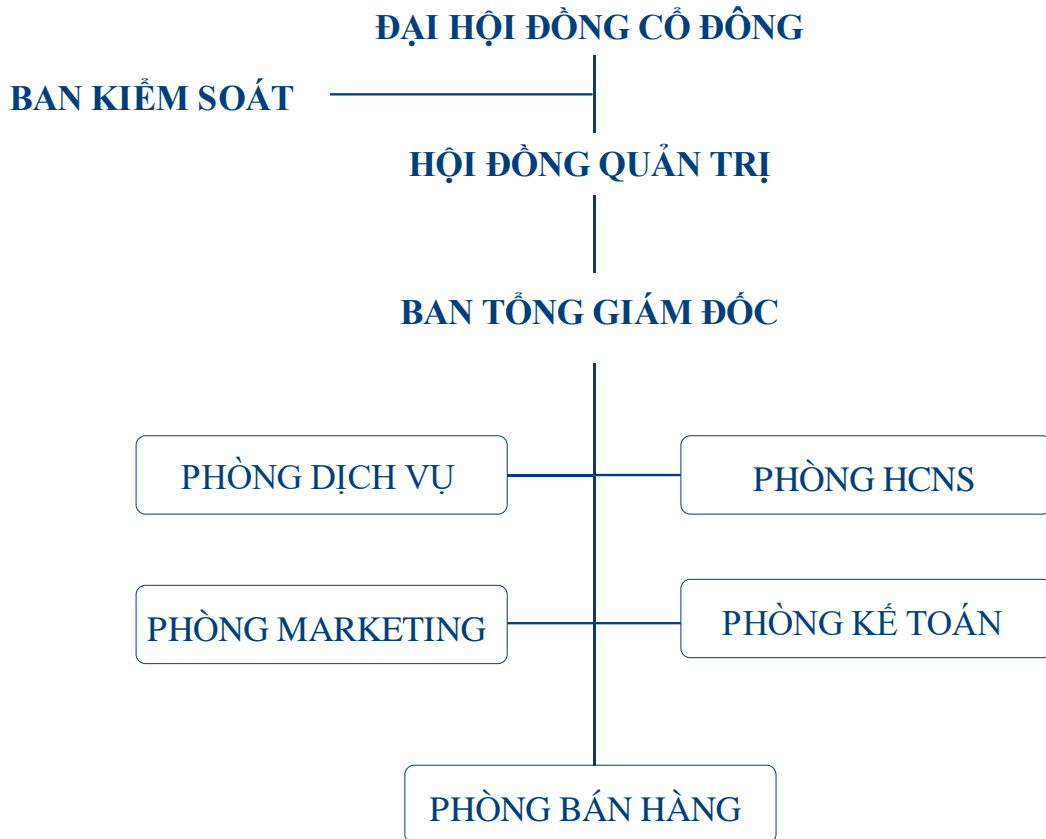 ĐẠI HỘI ĐỒNG CỔ ĐÔNG
BAN KIỂM SOÁT
HỘI ĐỒNG QUẢN TRỊ
BAN TỔNG GIÁM ĐỐC
PHÒNG DỊCH VỤ
PHÒNG HCNS
PHÒNG MARKETING
PHÒNG KẾ TOÁN
PHÒNG BÁN HÀNG